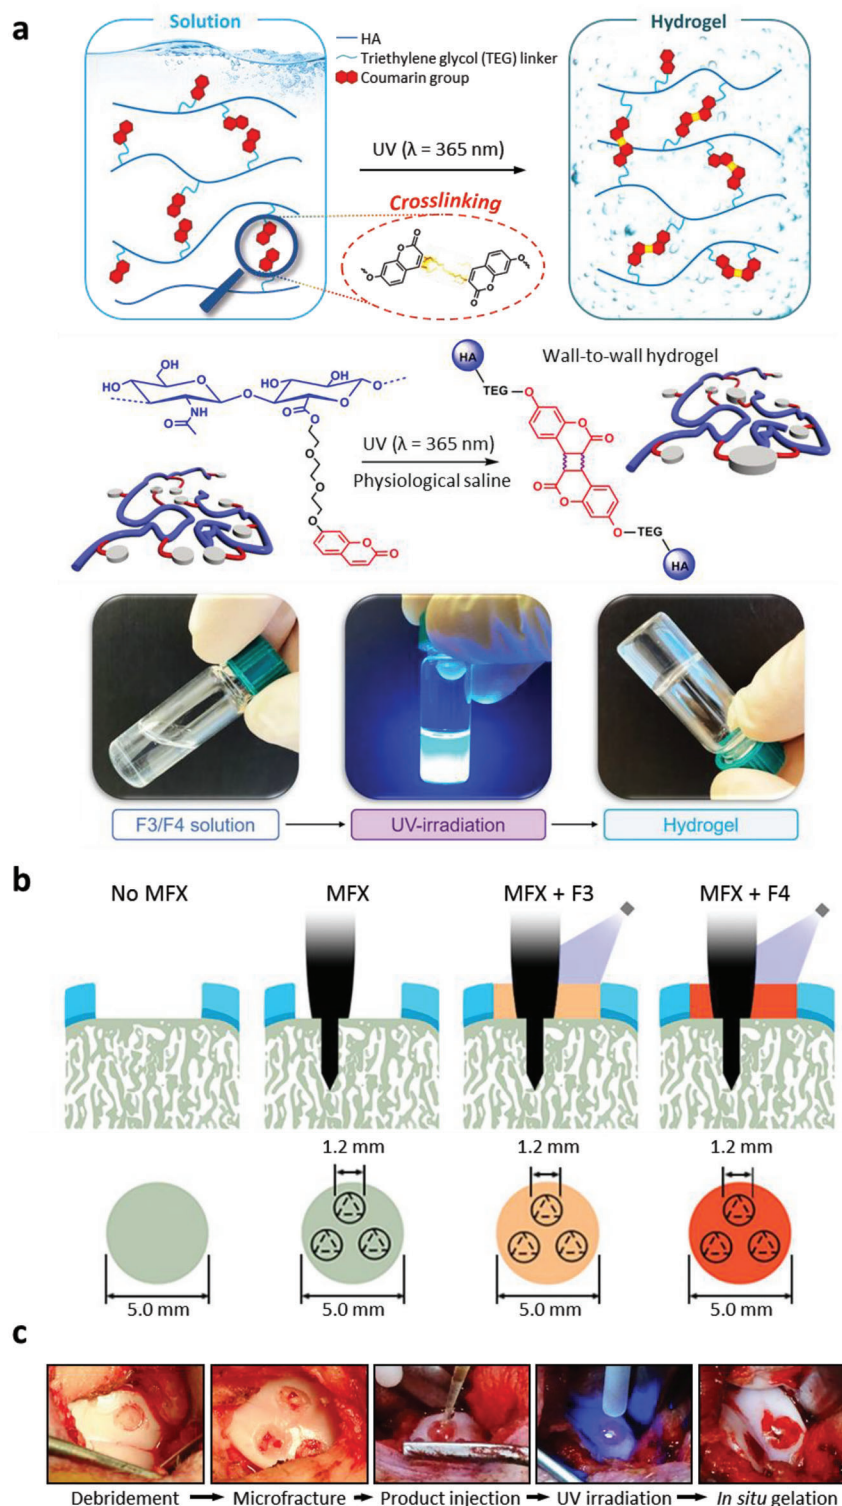 a
Solution
Hydrogel
HA
Triethylene glycol (TEG) linker
Coumarin group
UV (λ = 365 nm)
Crosslinking
O
O
O
O
O
O
HA
Wall-to-wall hydrogel
TEG
O
OH
HO
O
O
NH
O
O
HO
OH
O
O
O
O
O
O
O
O
O
O
UV (λ = 365 nm)
Physiological saline
O
O
O
O
O
TEG
HA
F3/F4 solution
UV-irradiation
Hydrogel
b
No MFX
MFX
MFX + F3
MFX + F4
1.2 mm
1.2 mm
1.2 mm
5.0 mm
5.0 mm
5.0 mm
5.0 mm
c
Debridement
Microfracture
Product injection
UV irradiation
In situ gelation